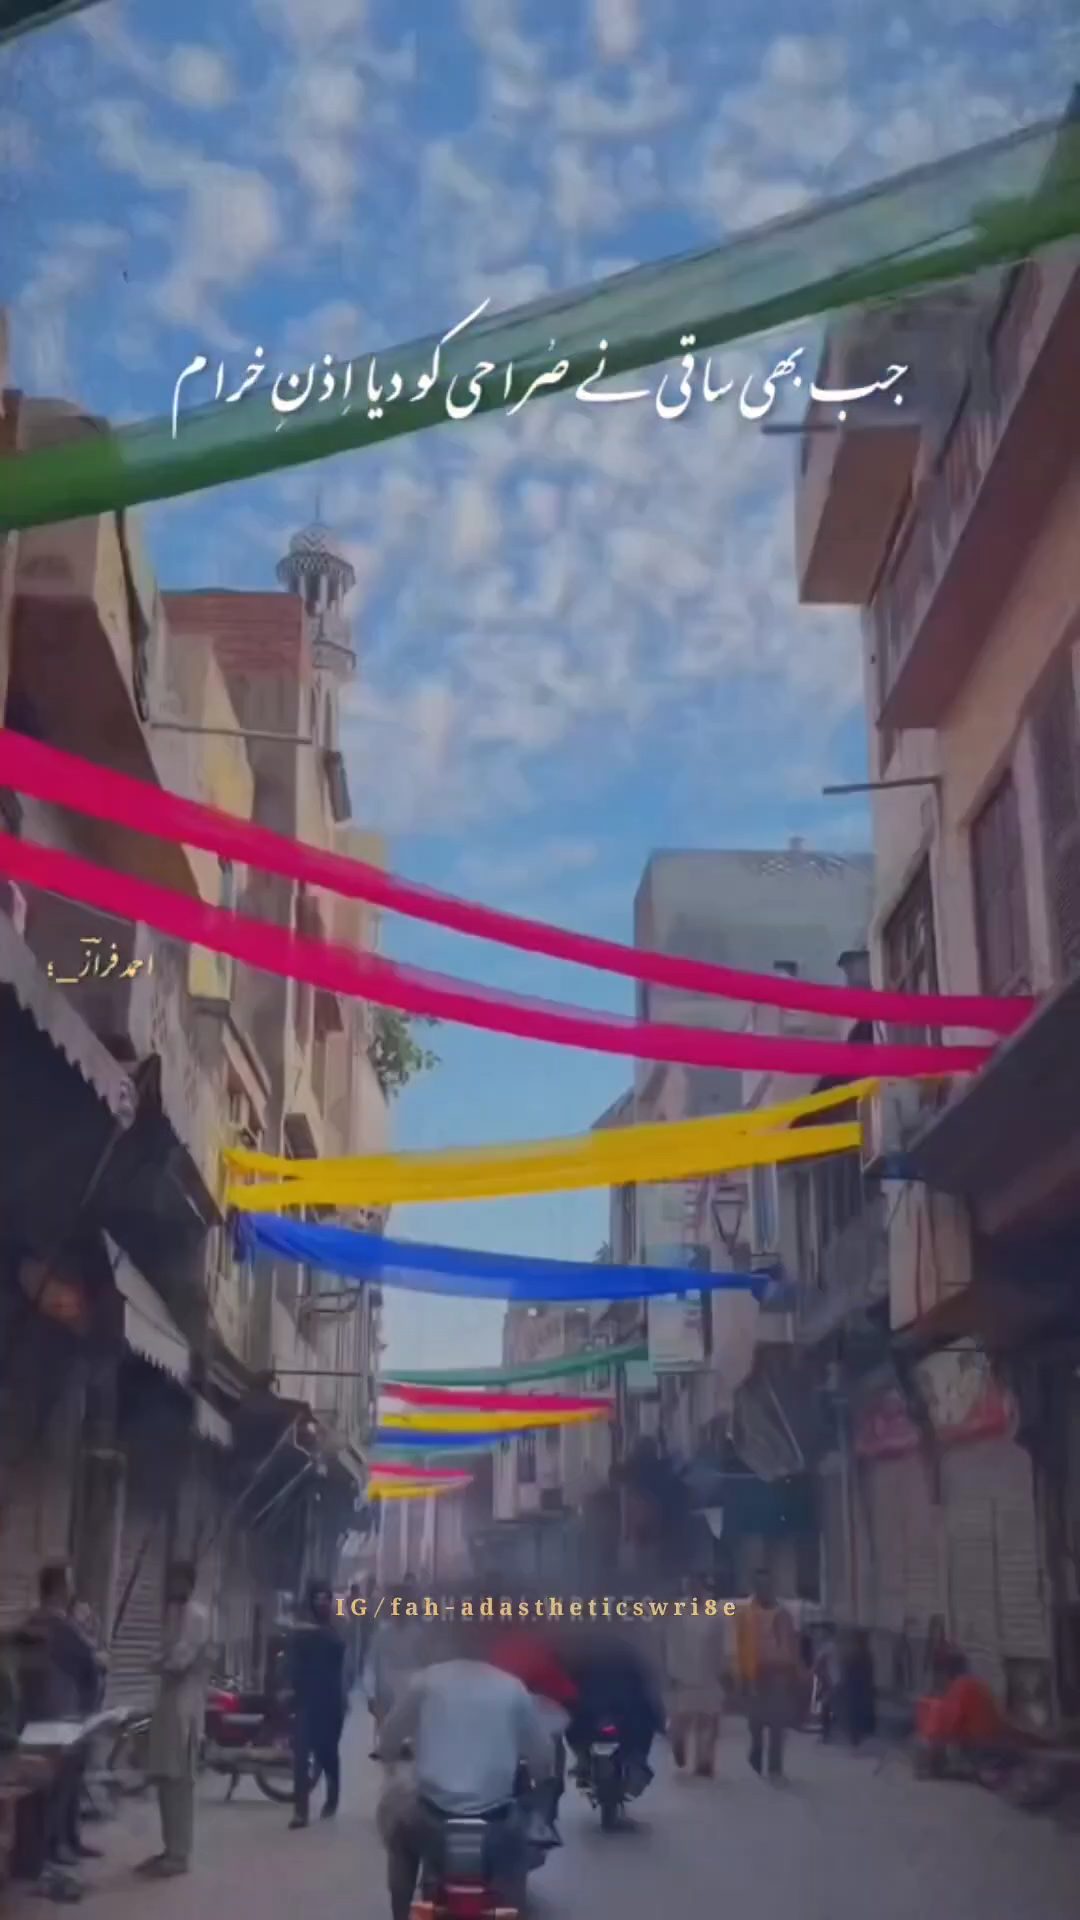 جب بھی ساقی نے صُراحی کو دیا اِذنِ خرام
احمد فرازؔ_؛
IG/fah-adastheticswri8e